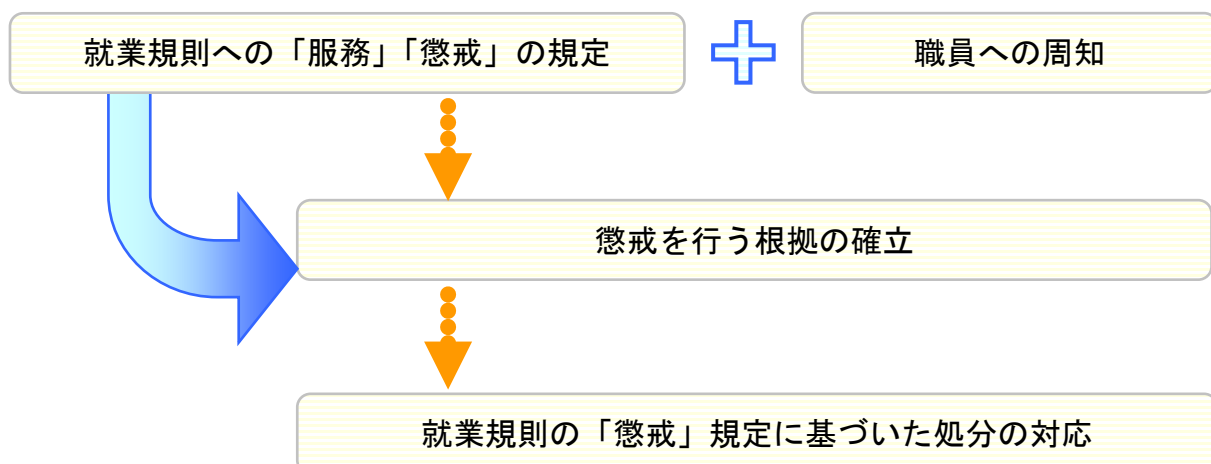 就業規則への「服務」「懲戒」の規定
職員への周知
懲戒を行う根拠の確立
就業規則の「懲戒」規定に基づいた処分の対応